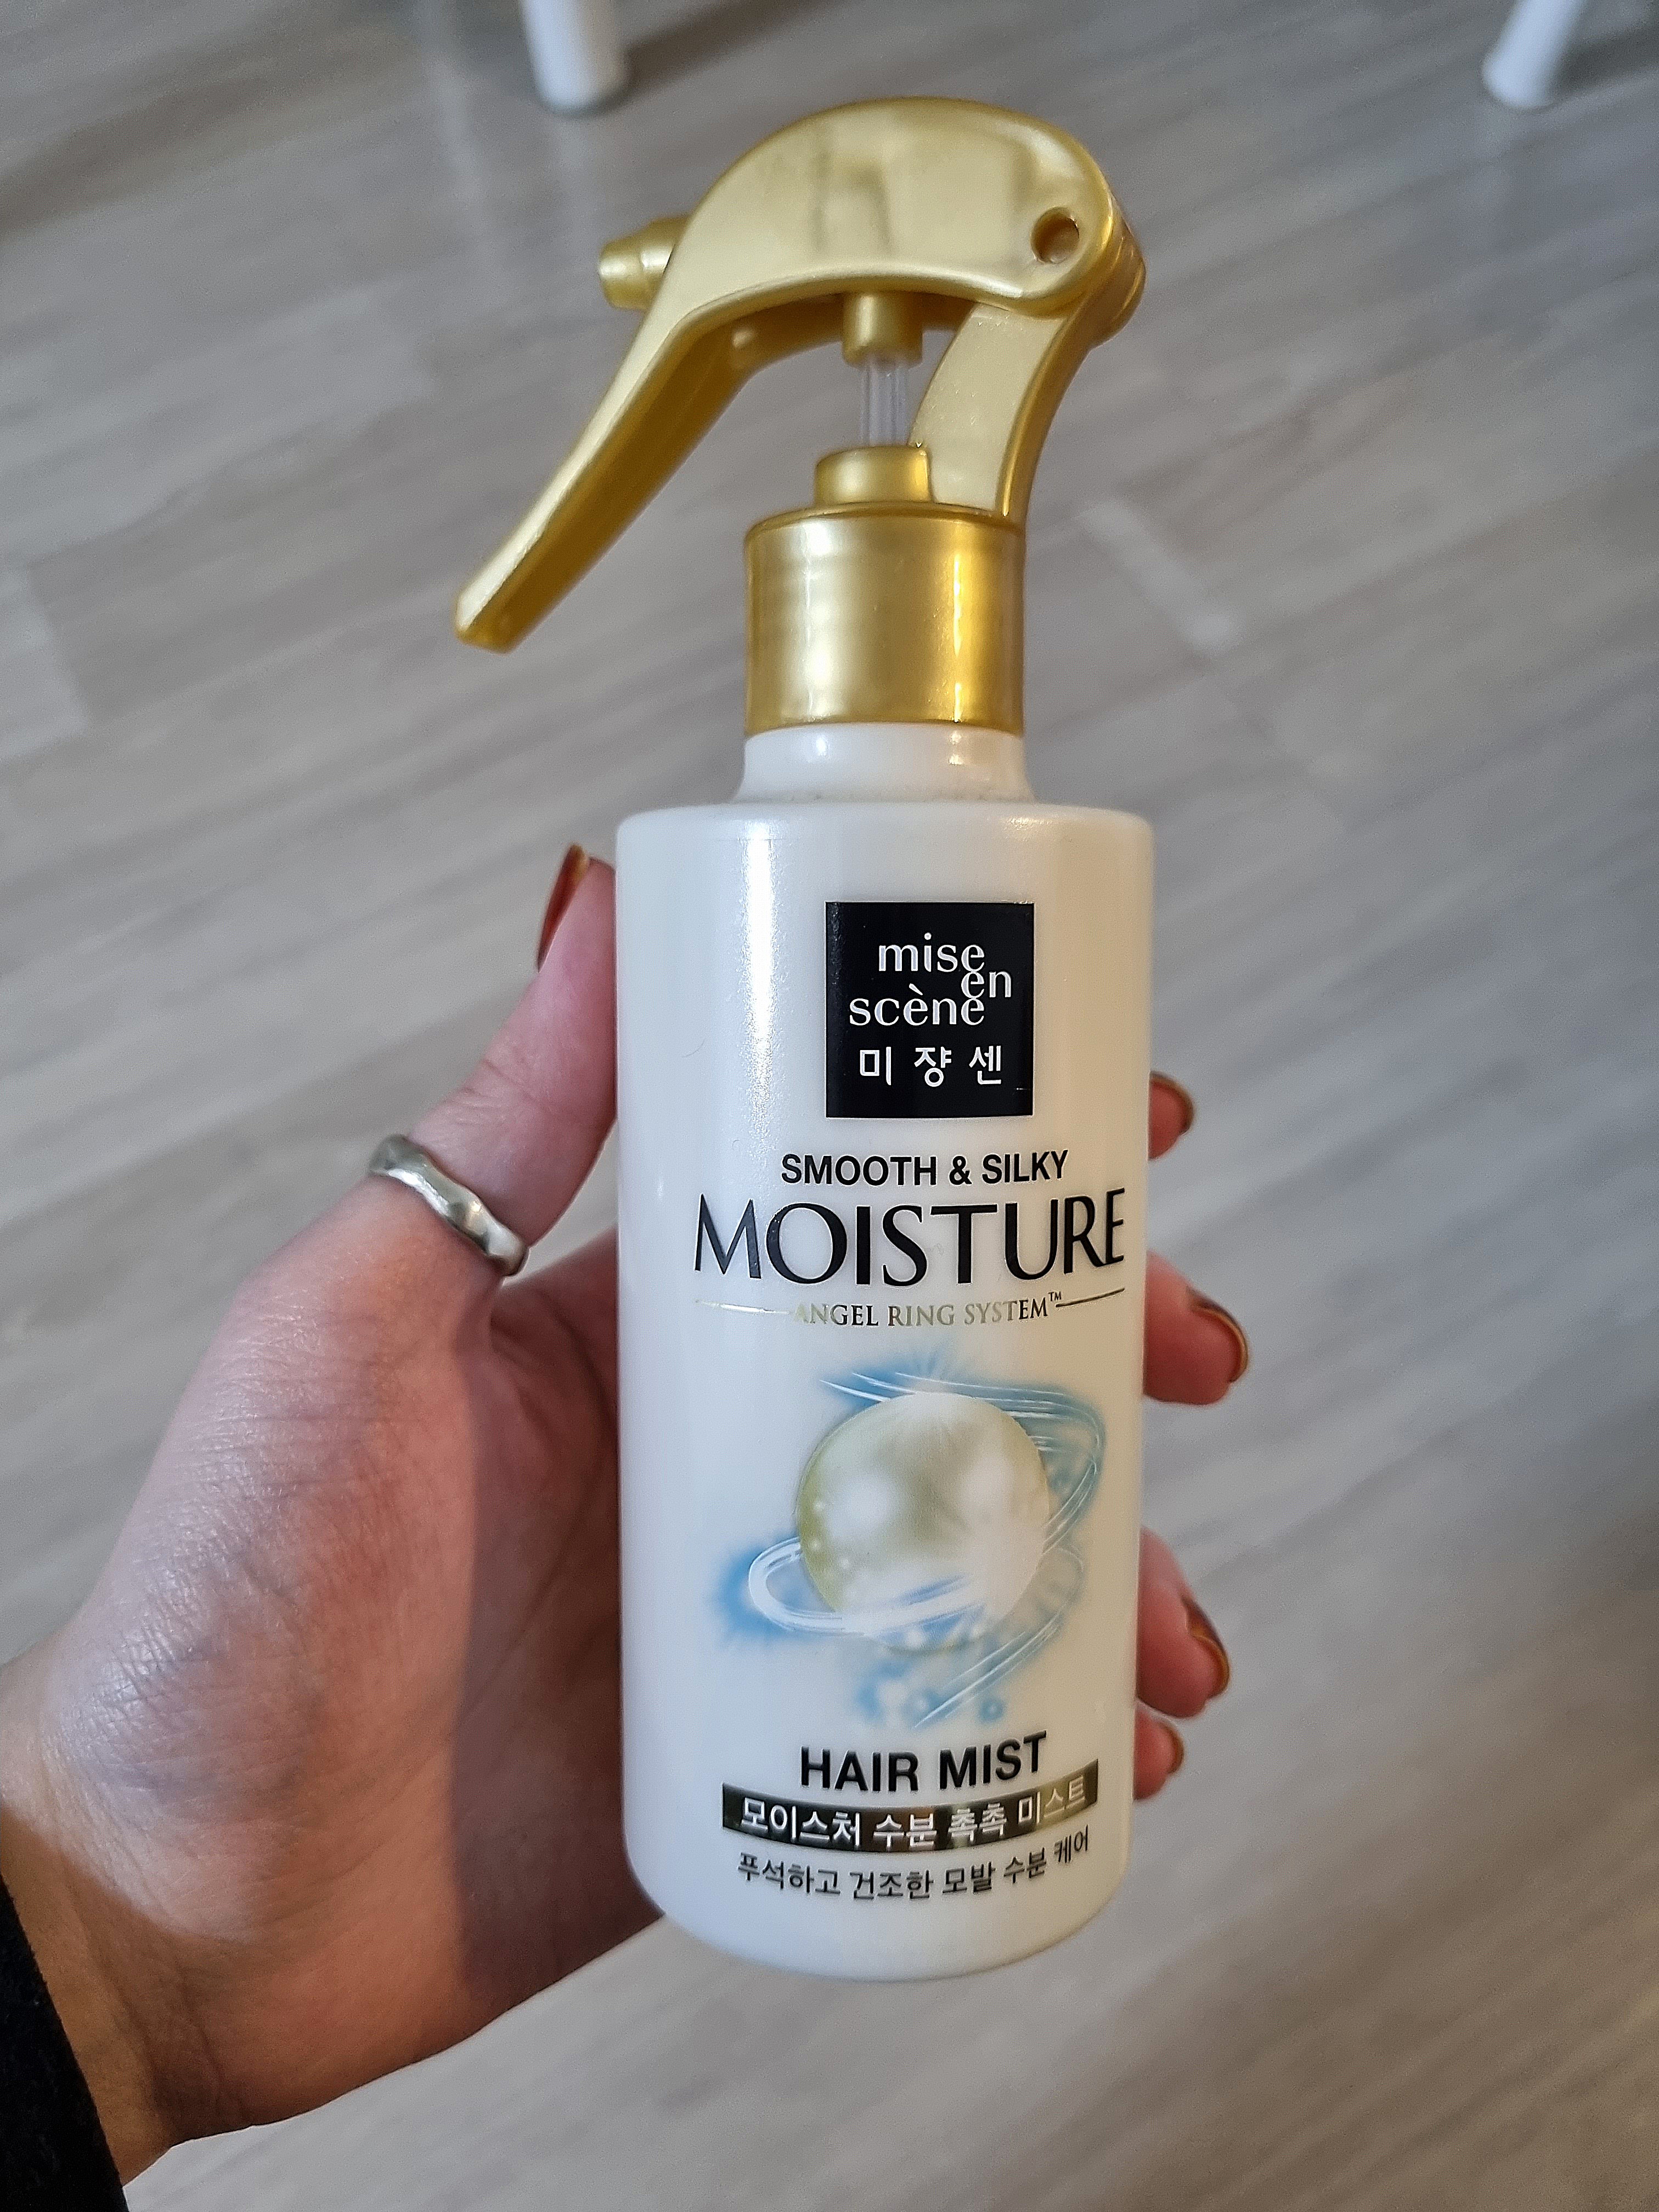 mise
en
scène
미쟝센
SMOOTH & SILKY
MOISTURE
ANGEL RING SYSTEM™
HAIR MIST
모이스처 수분 촉촉 미스트
푸석하고 건조한 모발 수분 케어